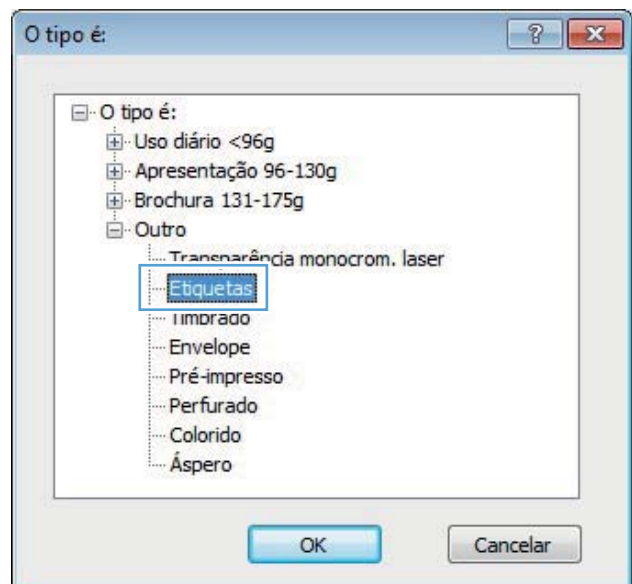 O tipo é:
O tipo é:
Uso diário <96g
Apresentação 96-130g
Brochura 131-175g
Outro
Transparência monocrom. laser
Etiquetas
Timbrado
Envelope
Pré-impresso
Perfurado
Colorido
Áspero
OK Cancelar